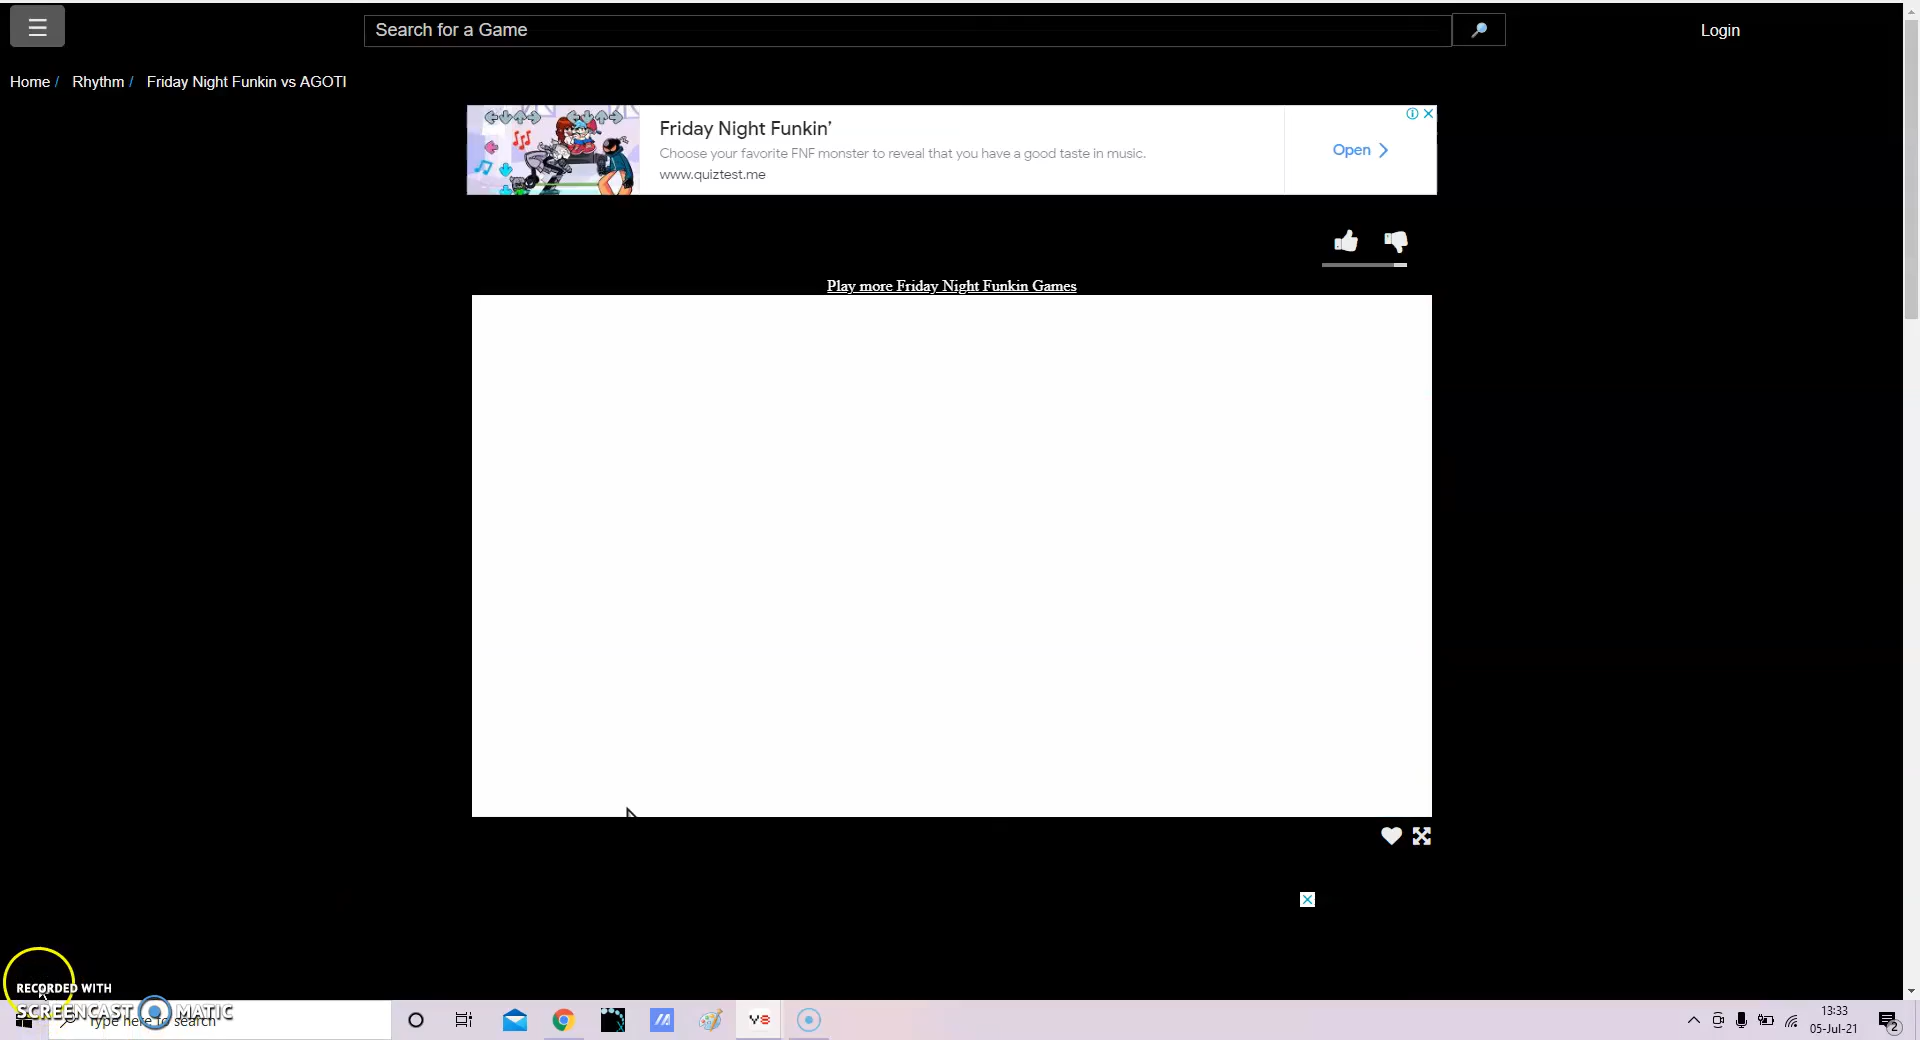 Search for a Game
Login
Home / Rhythm / Friday Night Funkin vs AGOTI
Friday Night Funkin'
Choose your favorite FNF monster to reveal that you have a good taste in music.
www.quiztest.me
Open
Play more Friday Night Funkin Games
RECORDED WITH
SCREENCAST MATIC
Type here to search
Y8
13:33
05-Jul-21
2